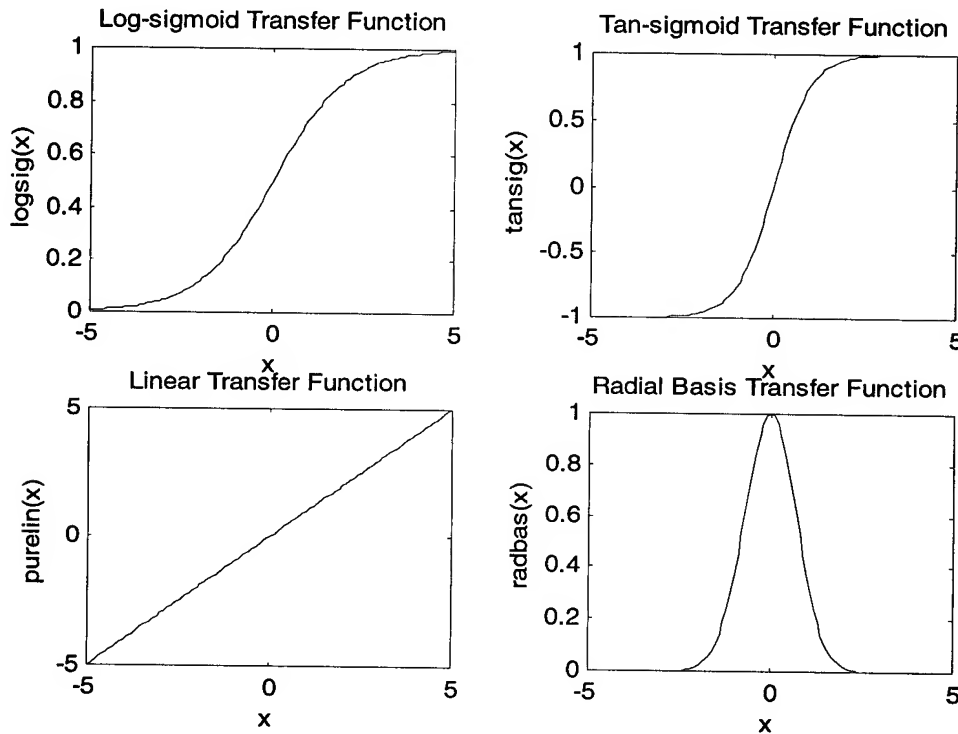 Log-sigmoid Transfer Function
1
0.8
0.6
0.4
0.2
0
logsig(x)
-5
0
5
x
Tan-sigmoid Transfer Function
1
0.5
0
-0.5
-1
tansig(x)
-5
0
5
x
Linear Transfer Function
5
0
-5
purelin(x)
-5
0
5
x
Radial Basis Transfer Function
1
0.8
0.6
0.4
0.2
0
radbas(x)
-5
0
5
x